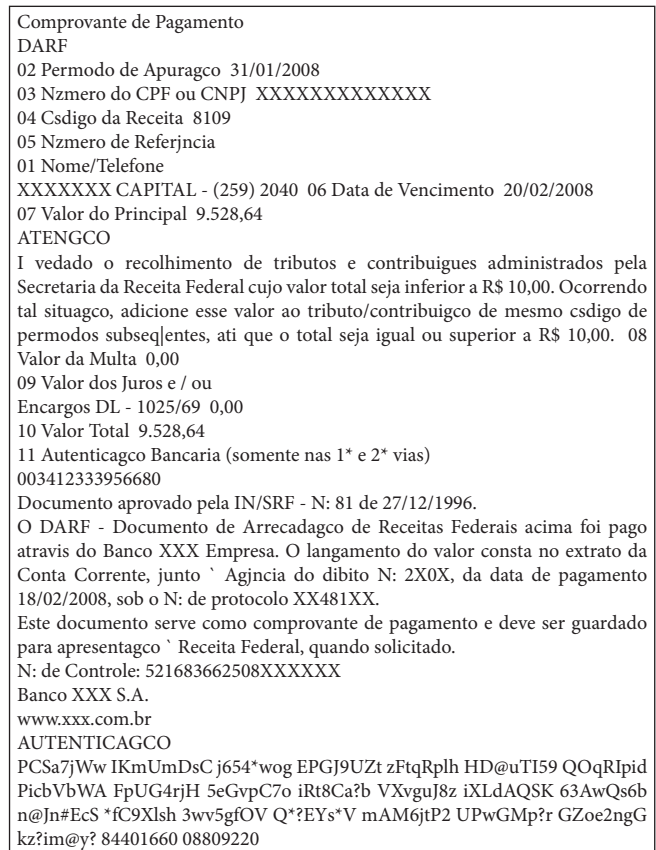 Comprovante de Pagamento
DARF
02 Permodo de Apuragco 31/01/2008
03 Nzmero do CPF ou CNPJ XXXXXXXXXXXXX
04 Csdigo da Receita 8109
05 Nzmero de Referjncia
01 Nome/Telefone
XXXXXXX CAPITAL - (259) 2040 06 Data de Vencimento 20/02/2008
07 Valor do Principal 9.528,64
ATENGCO
I vedado o recolhimento de tributos e contribuigues administrados pela
Secretaria da Receita Federal cujo valor total seja inferior a R$ 10,00. Ocorrendo
tal situagco, adicione esse valor ao tributo/contribuigco de mesmo csdigo de
permodos subseq|entes, ati que o total seja igual ou superior a R$ 10,00. 08
Valor da Multa 0,00
09 Valor dos Juros e / ou
Encargos DL - 1025/69 0,00
10 Valor Total 9.528,64
11 Autenticagco Bancaria (somente nas 1* e 2* vias)
003412333956680
Documento aprovado pela IN/SRF - N: 81 de 27/12/1996.
O DARF - Documento de Arrecadagco de Receitas Federais acima foi pago
atravis do Banco XXX Empresa. O langamento do valor consta no extrato da
Conta Corrente, junto ` Agjncia do dibito N: 2X0X, da data de pagamento
18/02/2008, sob o N: de protocolo XX481XX.
Este documento serve como comprovante de pagamento e deve ser guardado
para apresentagco ` Receita Federal, quando solicitado.
N: de Controle: 521683662508XXXXXX
Banco XXX S.A.
www.xxx.com.br
AUTENTICAGCO
PCSa7jWw IKmUmDsC j654*wog EPGJ9UZt zFtqRplh HD@uTI59 QOqRIpid
PicbVbWA FpUG4rjH 5eGvpC7o iRt8Ca?b VXvguJ8z iXLdAQSK 63AwQs6b
n@Jn#EcS *fC9Xlsh 3wv5gfOV Q*?EYs*V mAM6jtP2 UPwGMp?r GZoe2ngG
kz?im@y? 84401660 08809220